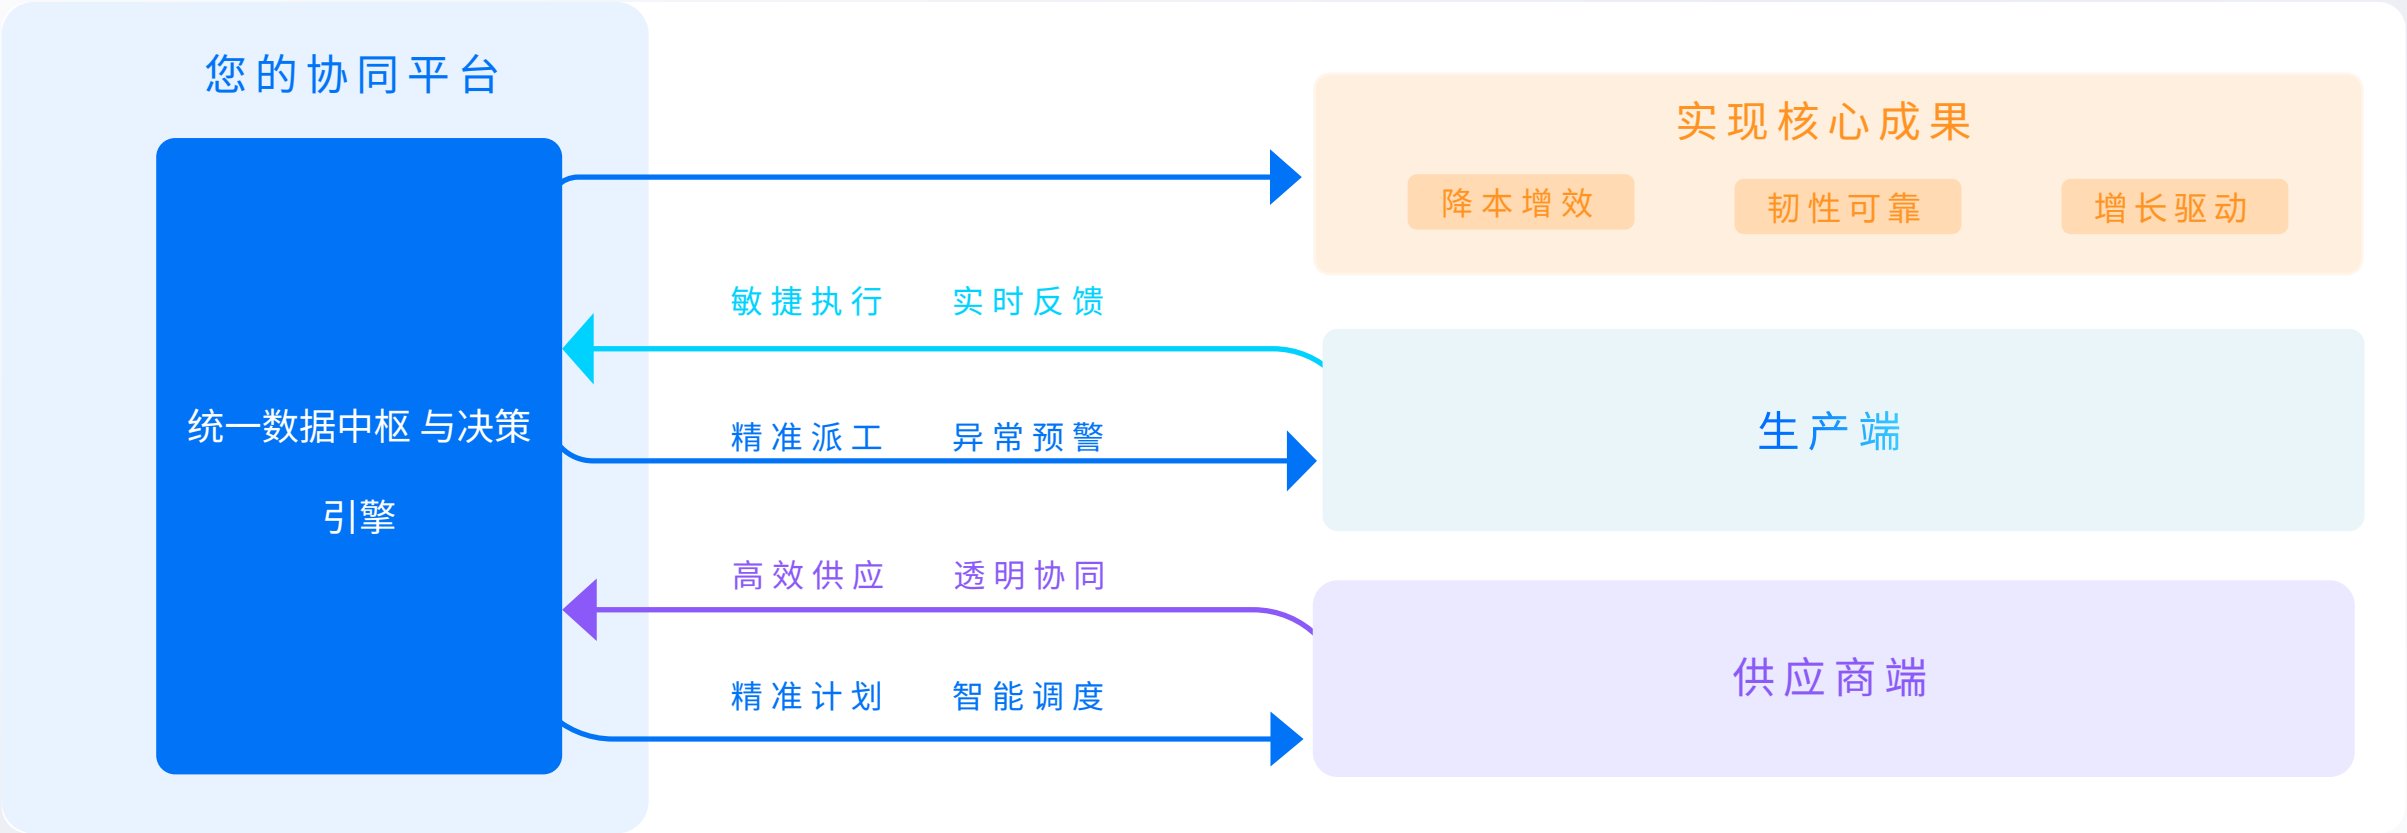 您的协同平台
统一数据中枢 与决策
引擎
实现核心成果
降本增效 韧性可靠 增长驱动
敏捷执行 实时反馈
精准派工 异常预警
生产端
高效供应 透明协同
精准计划 智能调度
供应商端